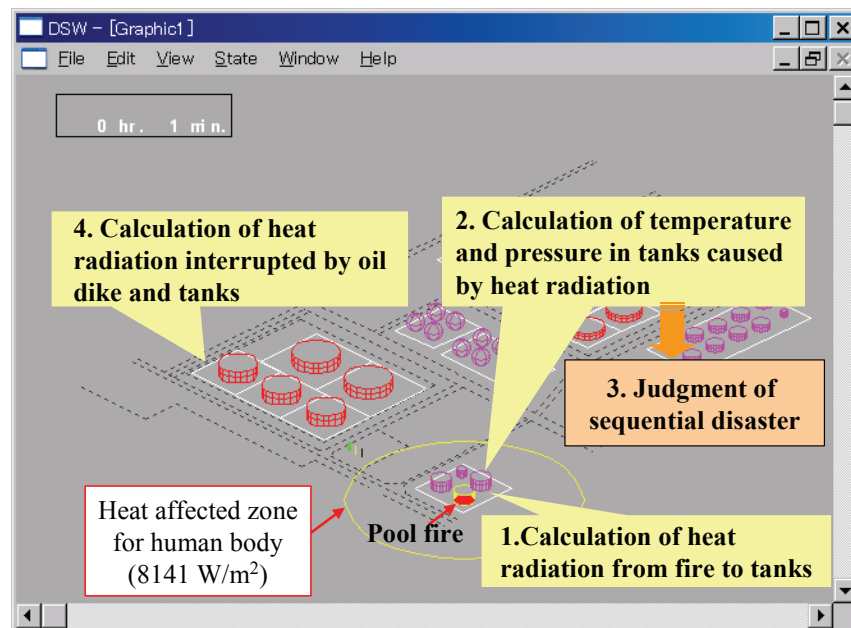 DSW - [Graphic1]
File Edit View State Window Help
0 hr. 1 min.
4. Calculation of heat
radiation interrupted by oil
dike and tanks
2. Calculation of temperature
and pressure in tanks caused
by heat radiation
3. Judgment of
sequential disaster
Heat affected zone
for human body
(8141 W/m²)
Pool fire
1.Calculation of heat
radiation from fire to tanks